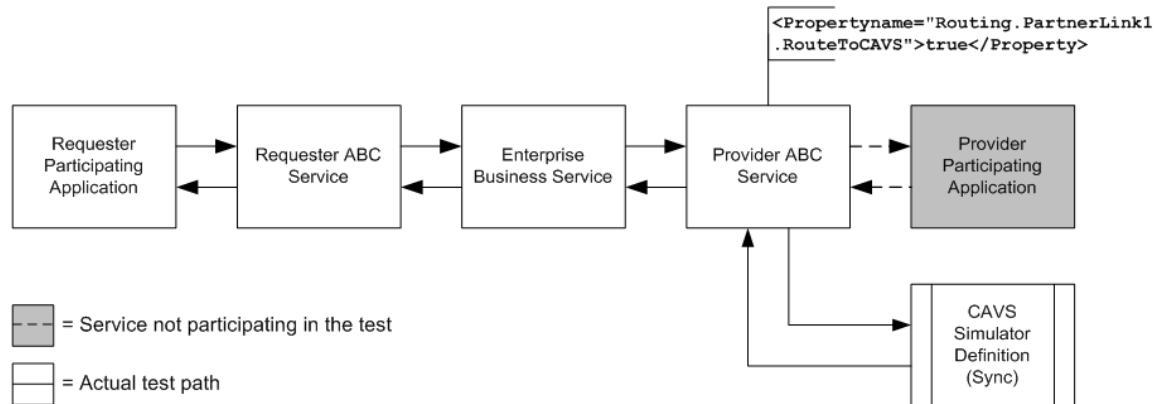 <Propertyname="Routing.PartnerLink1
.RouteToCAVS">true</Property>
Requester
Participating
Application
Requester ABC
Service
Enterprise
Business Service
Provider ABC
Service
Provider
Participating
Application
CAVS
Simulator
Definition
(Sync)
= Service not participating in the test
= Actual test path